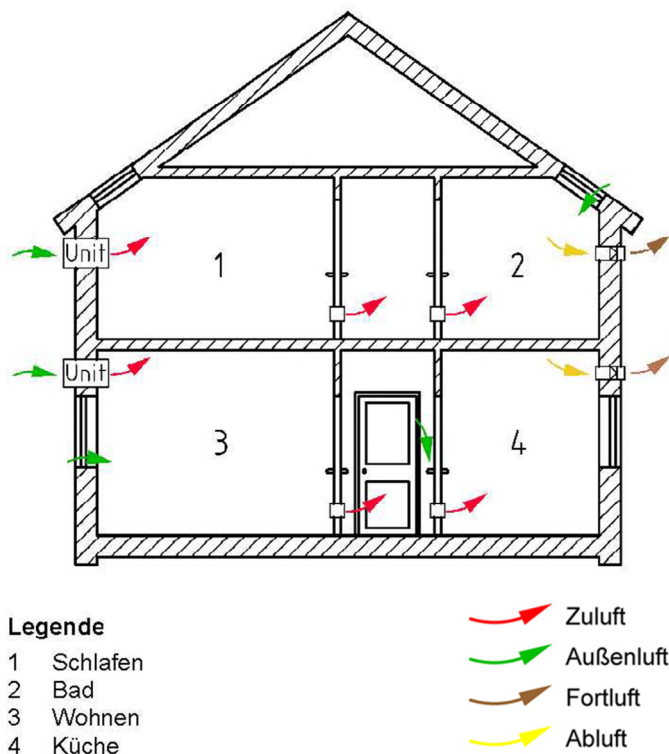 Unit
1
2
Unit
3
4
Legende
1 Schlafen
2 Bad
3 Wohnen
4 Küche
Zuluft
Außenluft
Fortluft
Abluft